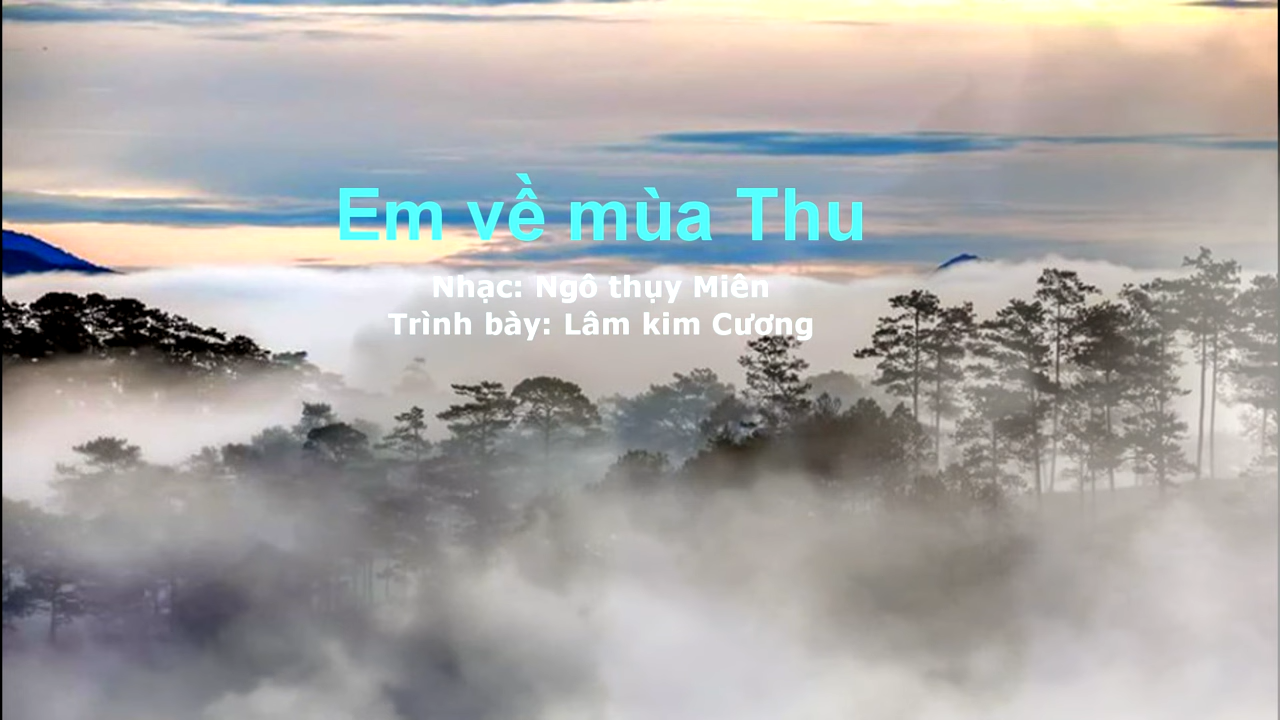 Em về mùa Thu
Nhạc: Ngô thụy Miên
Trình bày: Lâm kim Cương